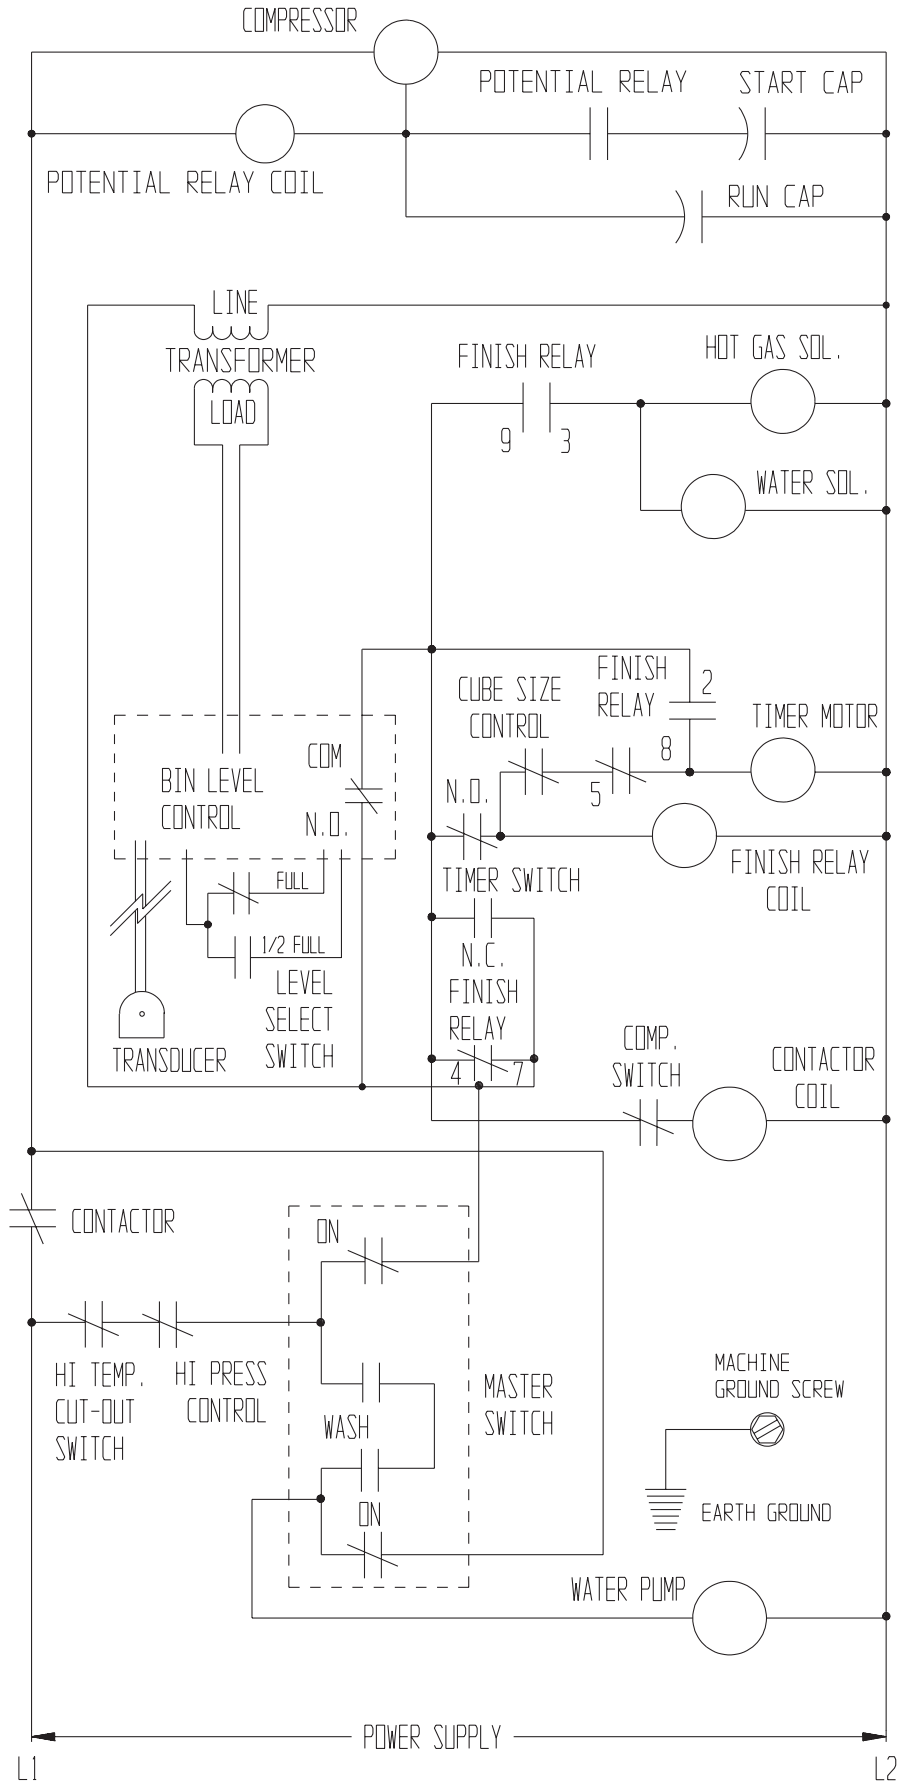 COMPRESSOR
POTENTIAL RELAY
START CAP
POTENTIAL RELAY COIL
RUN CAP
LINE
TRANSFORMER
LOAD
FINISH RELAY
9
3
HOT GAS SOL.
WATER SOL.
CUBE SIZE
CONTROL
FINISH
RELAY
2
8
5
TIMER MOTOR
BIN LEVEL
CONTROL
COM
N.O.
N.O.
TIMER SWITCH
FINISH RELAY
COIL
FULL
1/2 FULL
LEVEL
SELECT
SWITCH
TRANSDUCER
N.C.
FINISH
RELAY
4
7
COMP.
SWITCH
CONTACTOR
COIL
CONTACTOR
ON
HI TEMP.
CUT-OUT
SWITCH
HI PRESS
CONTROL
WASH
MASTER
SWITCH
ON
MACHINE
GROUND SCREW
EARTH GROUND
WATER PUMP
POWER SUPPLY
L1
L2